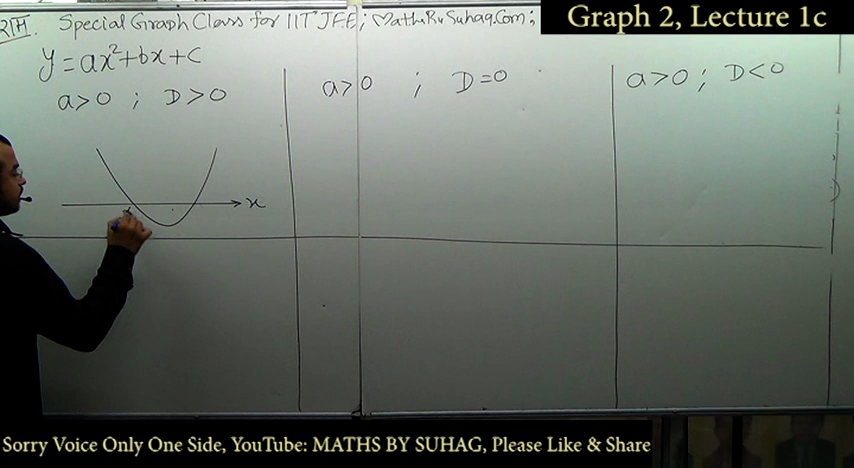 Graph 2, Lecture 1c
Special Graph Class for IIT JEE; MathsBySuhag.Com;
y = ax²+bx+c
a>0 ; D>0
a>0 ; D=0
a>0 ; D<0
x
Sorry Voice Only One Side, YouTube: MATHS BY SUHAG, Please Like & Share